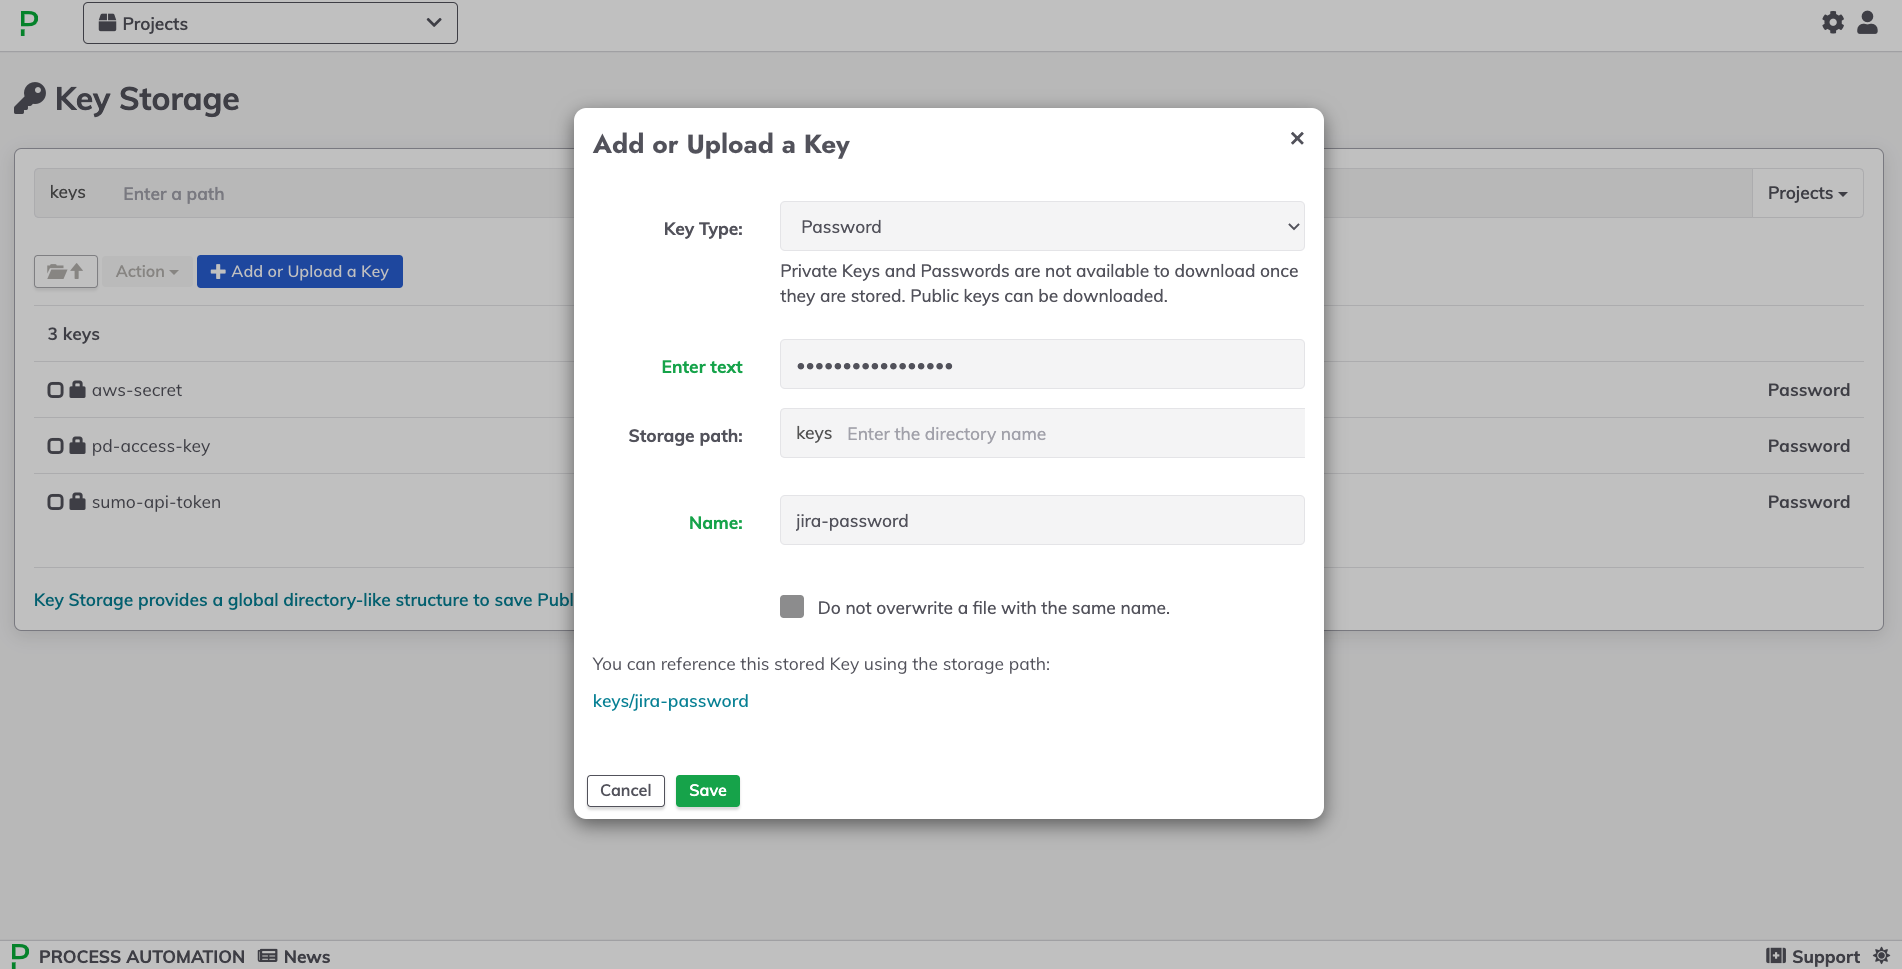 Projects
Key Storage
keys Enter a path
Projects
Action
Add or Upload a Key
3 keys
aws-secret Password
pd-access-key Password
sumo-api-token Password
Key Storage provides a global directory-like structure to save Publ
Add or Upload a Key
Key Type: Password
Private Keys and Passwords are not available to download once
they are stored. Public keys can be downloaded.
Enter text •••••••••••••••••
Storage path: keys Enter the directory name
Name: jira-password
Do not overwrite a file with the same name.
You can reference this stored Key using the storage path:
keys/jira-password
Cancel Save
PROCESS AUTOMATION News Support